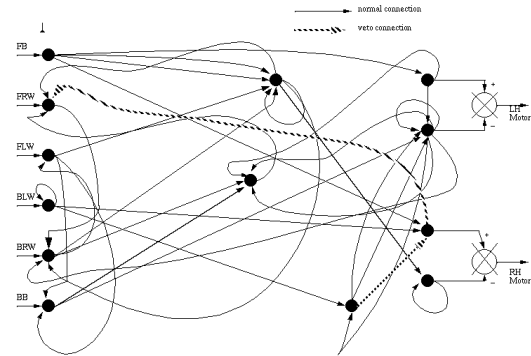 normal connection
veto connection
FB
FRW
FLW
BLW
BRW
BB
+
−
LH
Motor
+
−
RH
Motor